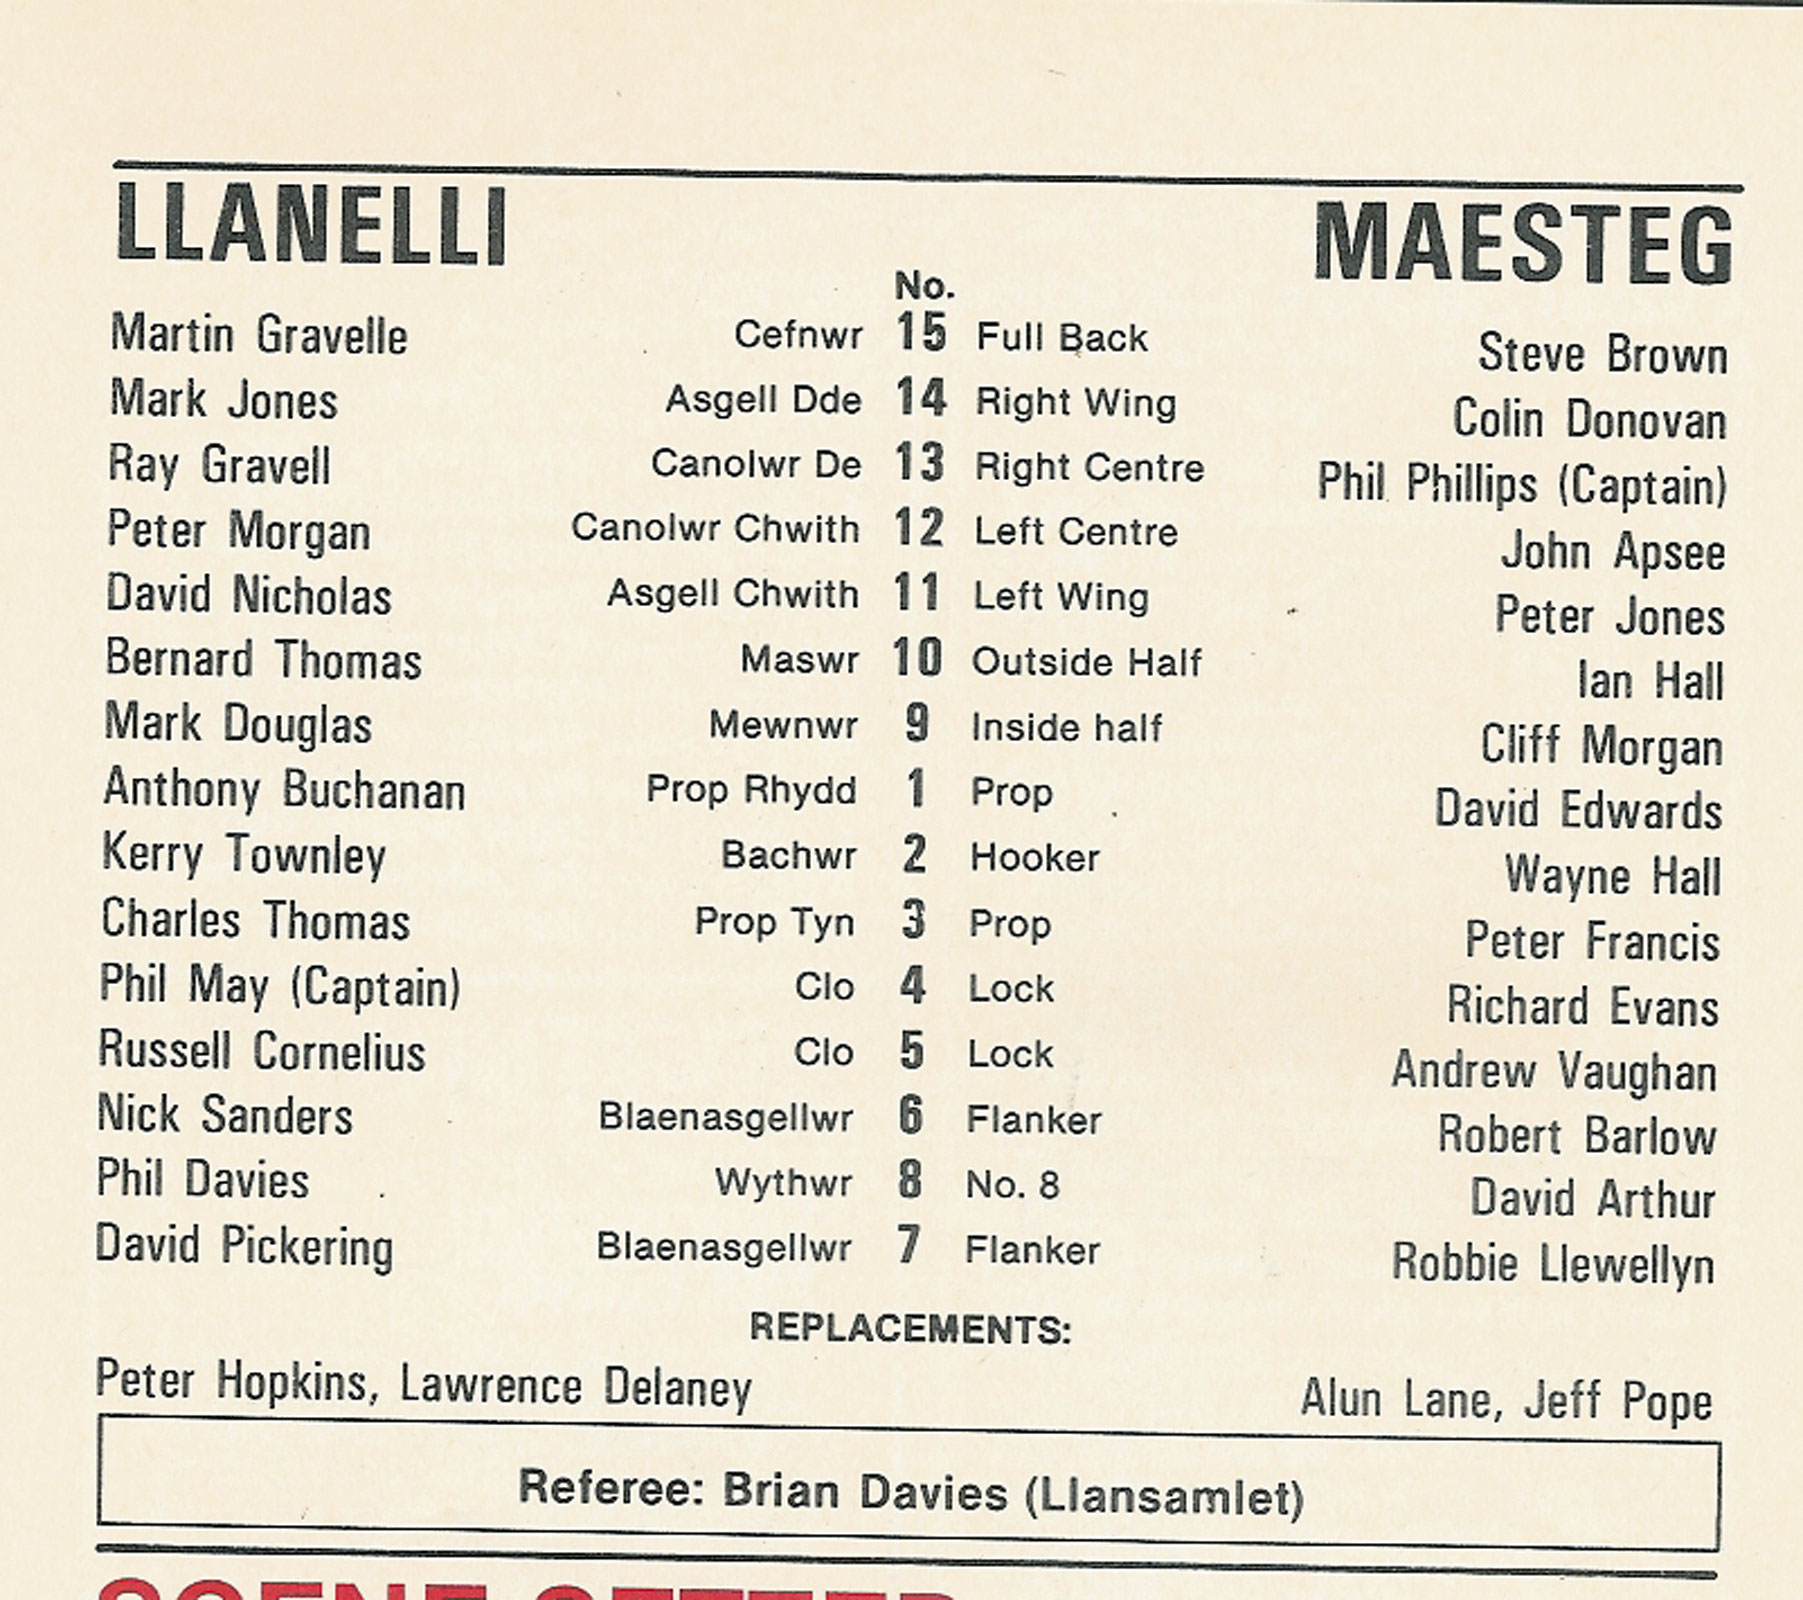 LLANELLI MAESTEG
No.
Martin Gravelle Cefnwr 15 Full Back Steve Brown
Mark Jones Asgell Dde 14 Right Wing Colin Donovan
Ray Gravell Canolwr De 13 Right Centre Phil Phillips (Captain)
Peter Morgan Canolwr Chwith 12 Left Centre John Apsee
David Nicholas Asgell Chwith 11 Left Wing Peter Jones
Bernard Thomas Maswr 10 Outside Half Ian Hall
Mark Douglas Mewnwr 9 Inside half Cliff Morgan
Anthony Buchanan Prop Rhydd 1 Prop David Edwards
Kerry Townley Bachwr 2 Hooker Wayne Hall
Charles Thomas Prop Tyn 3 Prop Peter Francis
Phil May (Captain) Clo 4 Lock Richard Evans
Russell Cornelius Clo 5 Lock Andrew Vaughan
Nick Sanders Blaenasgellwr 6 Flanker Robert Barlow
Phil Davies Wythwr 8 No. 8 David Arthur
David Pickering Blaenasgellwr 7 Flanker Robbie Llewellyn
REPLACEMENTS:
Peter Hopkins, Lawrence Delaney Alun Lane, Jeff Pope
Referee: Brian Davies (Llansamlet)
SCENE SETTER